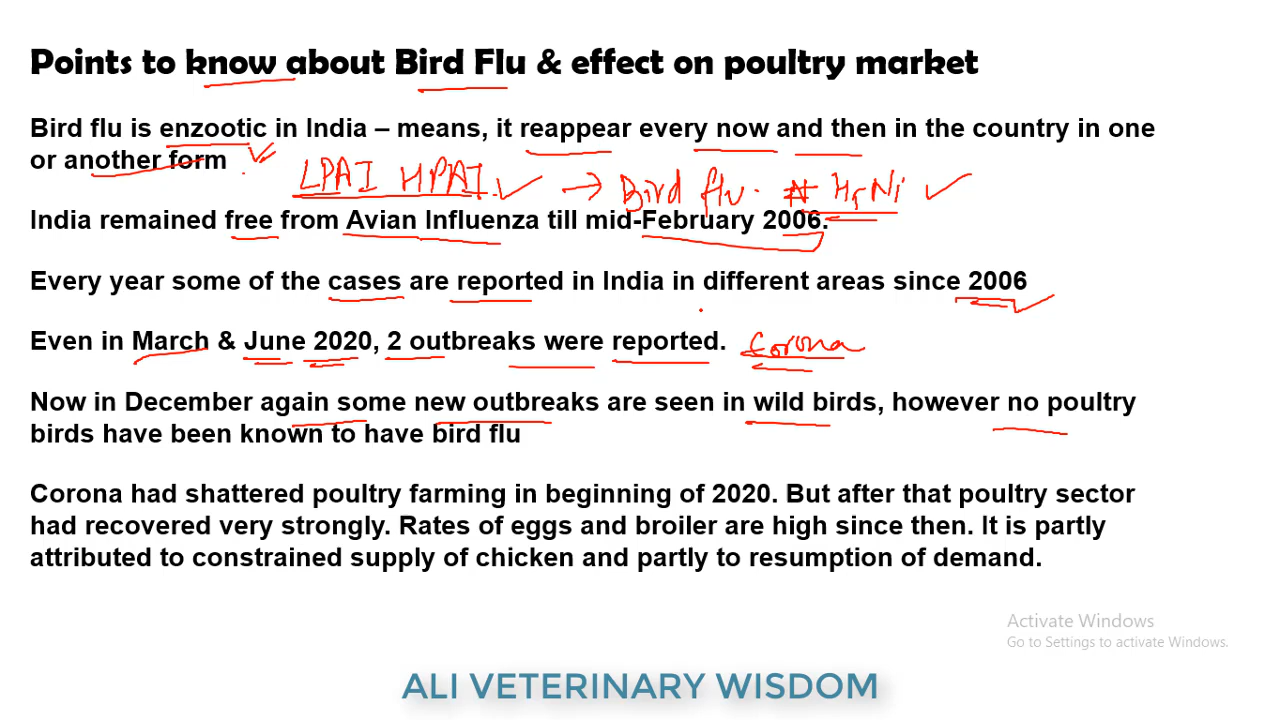 Points to know about Bird Flu & effect on poultry market
Bird flu is enzootic in India – means, it reappear every now and then in the country in one
or another form
LPAI HPAI → Bird flu. H5N1
India remained free from Avian Influenza till mid-February 2006.
Every year some of the cases are reported in India in different areas since 2006
Even in March & June 2020, 2 outbreaks were reported. Corona
Now in December again some new outbreaks are seen in wild birds, however no poultry
birds have been known to have bird flu
Corona had shattered poultry farming in beginning of 2020. But after that poultry sector
had recovered very strongly. Rates of eggs and broiler are high since then. It is partly
attributed to constrained supply of chicken and partly to resumption of demand.
Activate Windows
Go to Settings to activate Windows.
ALI VETERINARY WISDOM